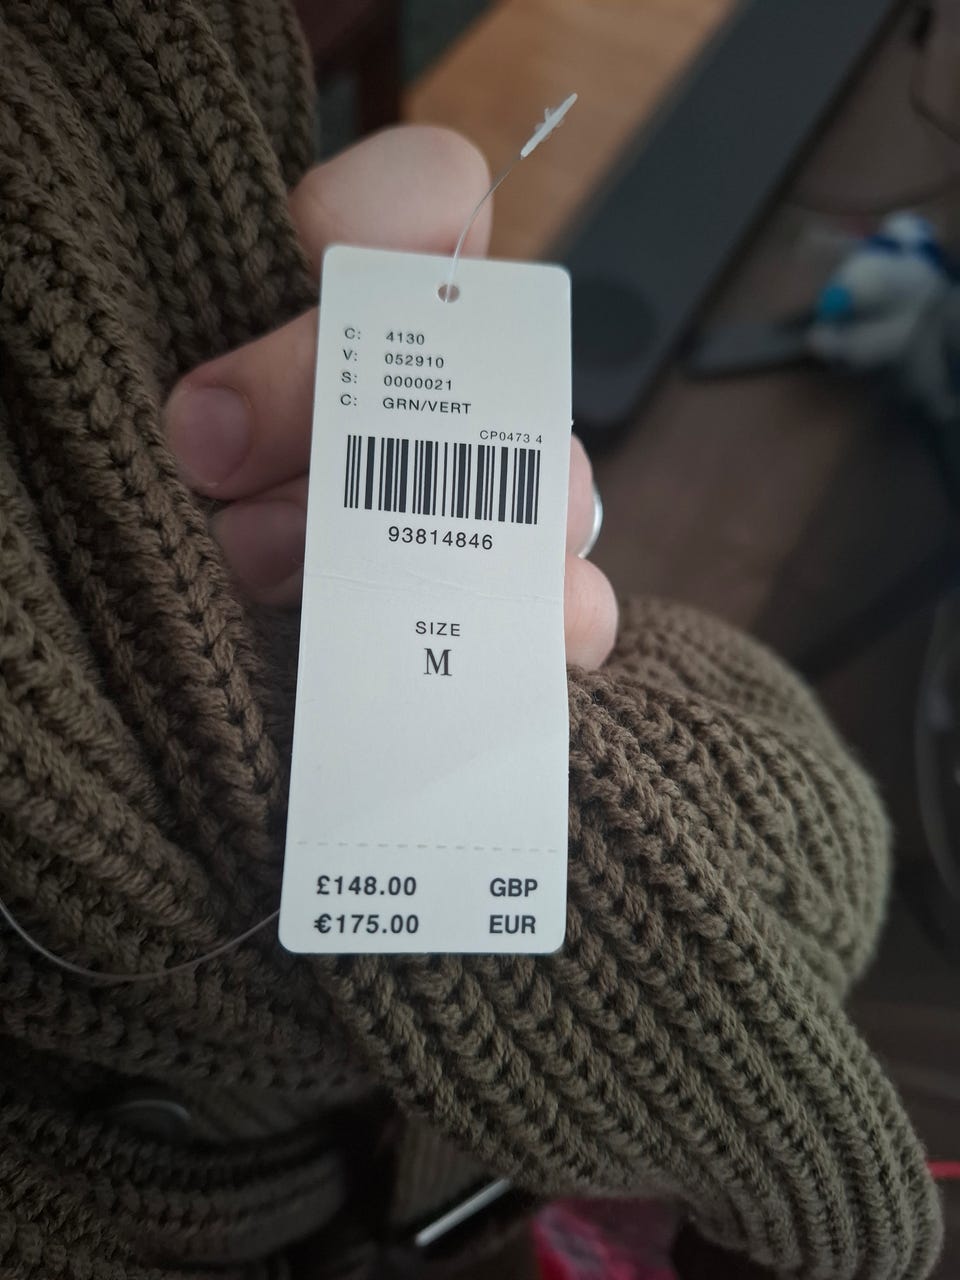 C: 4130
V: 052910
S: 0000021
C: GRN/VERT
CP0473 4
93814846
SIZE
M
£148.00 GBP
€175.00 EUR